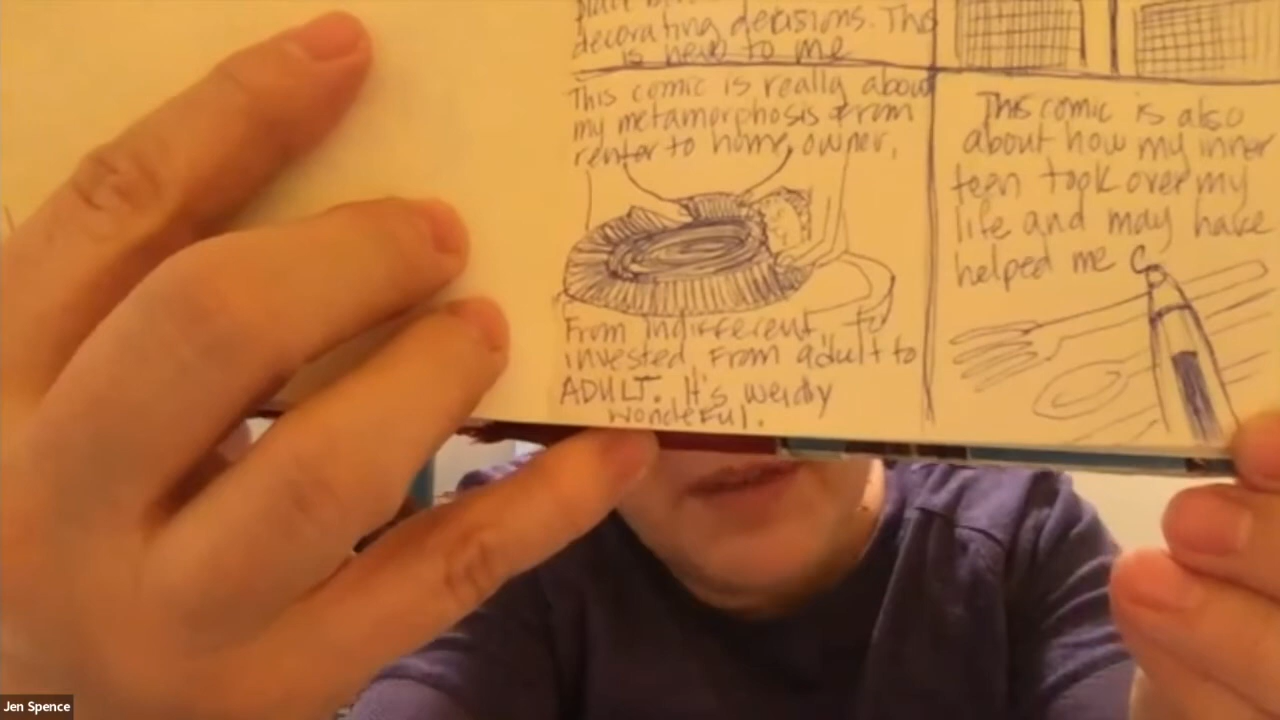 decorating decisions. This
is new to me
This comic is really about
my metamorphosis from
renter to home owner,
From indifferent, to
invested, From adult to
ADULT. It's weirdly
wonderful.
This comic is also
about how my inner
teen took over my
life and may have
helped me
Jen Spence